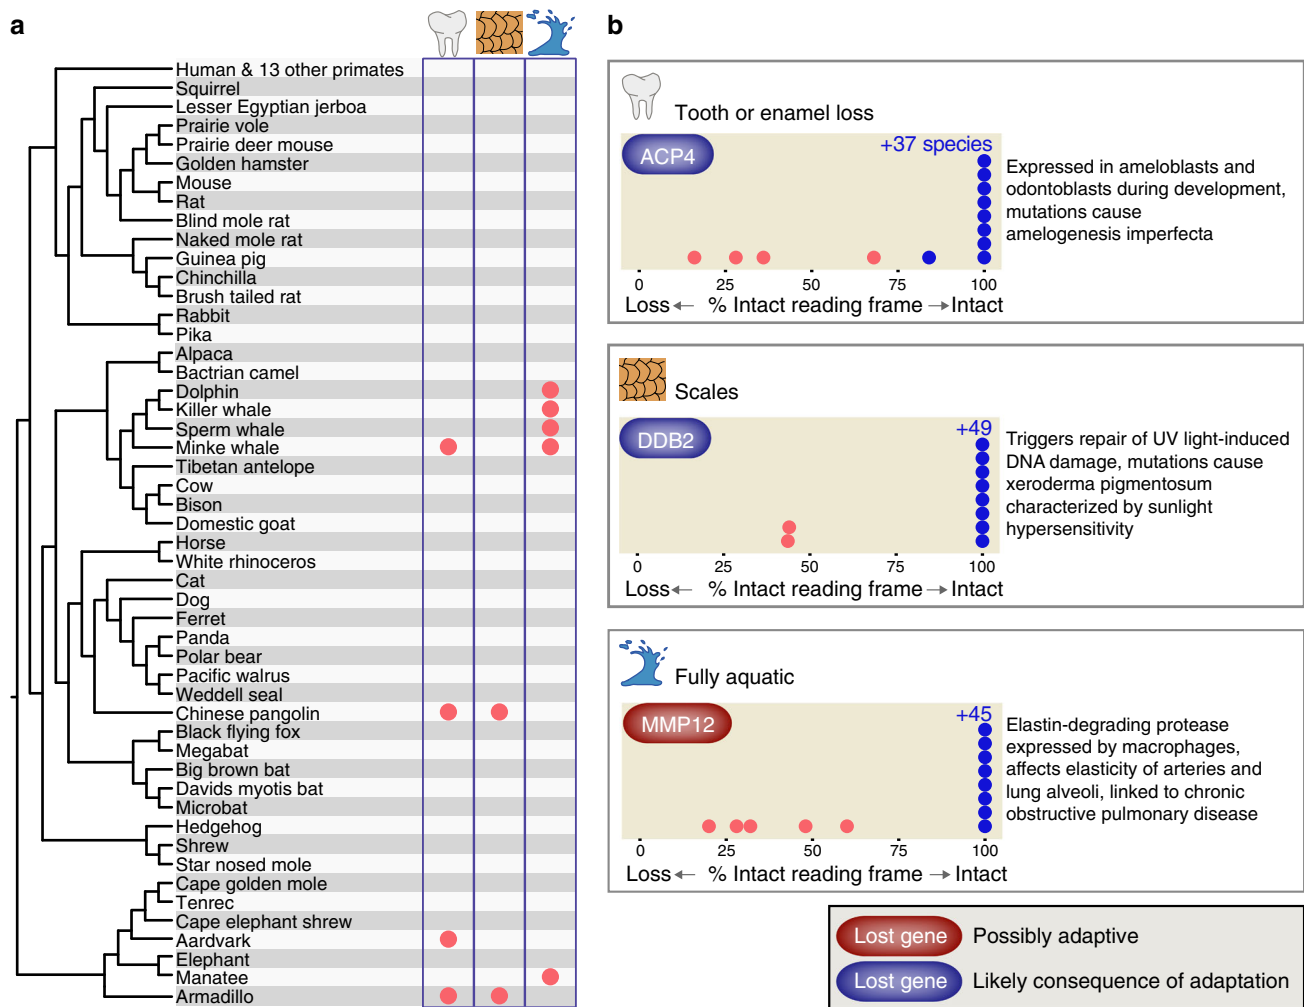 a
Human & 13 other primates
Squirrel
Lesser Egyptian jerboa
Prairie vole
Prairie deer mouse
Golden hamster
Mouse
Rat
Blind mole rat
Naked mole rat
Guinea pig
Chinchilla
Brush tailed rat
Rabbit
Pika
Alpaca
Bactrian camel
Dolphin
Killer whale
Sperm whale
Minke whale
Tibetan antelope
Cow
Bison
Domestic goat
Horse
White rhinoceros
Cat
Dog
Ferret
Panda
Polar bear
Pacific walrus
Weddell seal
Chinese pangolin
Black flying fox
Megabat
Big brown bat
Davids myotis bat
Microbat
Hedgehog
Shrew
Star nosed mole
Cape golden mole
Tenrec
Cape elephant shrew
Aardvark
Elephant
Manatee
Armadillo
b
Tooth or enamel loss
ACP4
+37 species
0 25 50 75 100
Loss ← % Intact reading frame → Intact
Expressed in ameloblasts and
odontoblasts during development,
mutations cause
amelogenesis imperfecta
Scales
DDB2
+49
0 25 50 75 100
Loss ← % Intact reading frame → Intact
Triggers repair of UV light-induced
DNA damage, mutations cause
xeroderma pigmentosum
characterized by sunlight
hypersensitivity
Fully aquatic
MMP12
+45
0 25 50 75 100
Loss ← % Intact reading frame → Intact
Elastin-degrading protease
expressed by macrophages,
affects elasticity of arteries and
lung alveoli, linked to chronic
obstructive pulmonary disease
Lost gene Possibly adaptive
Lost gene Likely consequence of adaptation